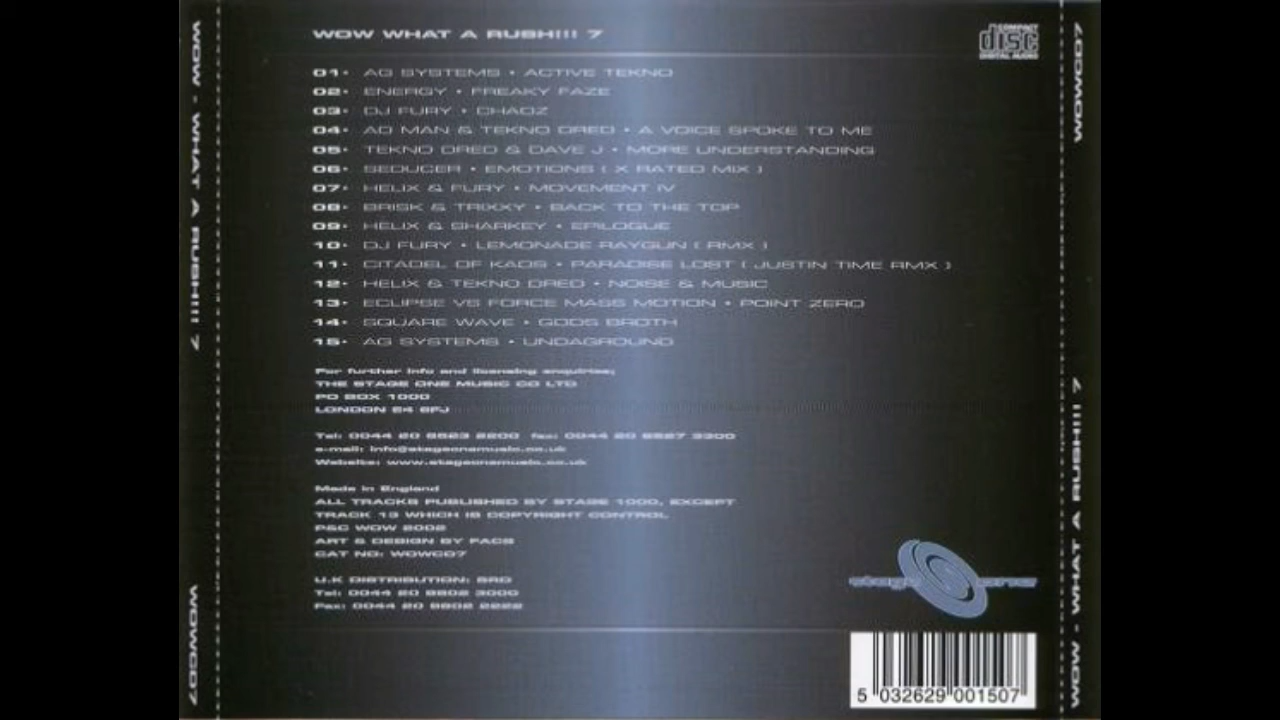 WOW WHAT A RUSH!!! 7
COMPACT
disc
DIGITAL AUDIO
01• AG SYSTEMS • ACTIVE TEKNO
02• ENERGY • FREAKY FAZE
03• DJ FURY • CHAOZ
04• AD MAN & TEKNO DRED • A VOICE SPOKE TO ME
05• TEKNO DRED & DAVE J • MORE UNDERSTANDING
06• SEDUCER • EMOTIONS ( X RATED MIX )
07• HELIX & FURY • MOVEMENT IV
08• BRISK & TRIXXY • BACK TO THE TOP
09• HELIX & SHARKEY • EPILOGUE
10• DJ FURY • LEMONADE RAYGUN ( RMX )
11• CITADEL OF KAOS • PARADISE LOST ( JUSTIN TIME RMX )
12• HELIX & TEKNO DRED • NOISE & MUSIC
13• ECLIPSE VS FORCE MASS MOTION • POINT ZERO
14• SQUARE WAVE • GODS BROTH
15• AG SYSTEMS • UNDAGROUND
For further info and licensing enquiries;
THE STAGE ONE MUSIC CO LTD
PO BOX 1000
LONDON E4
Tel: 0044 20 8523 2200 fax: 0044 20 8527 3300
e-mail: info@stageonemusic.co.uk
Website: www.stageonemusic.co.uk
Made in England
ALL TRACKS PUBLISHED BY STAGE 1000, EXCEPT
TRACK 13 WHICH IS COPYRIGHT CONTROL
P&C WOW 2002
ART & DESIGN BY FACS
CAT NO: WOWCD7
U.K DISTRIBUTION: SRD
Tel: 0044 20 8802 3000
Fax: 0044 20 8802 2222
stage one
5 032629 001507
WOW - WHAT A RUSH!!! 7
WOWCD7
WOWCD7
WOW - WHAT A RUSH!!! 7